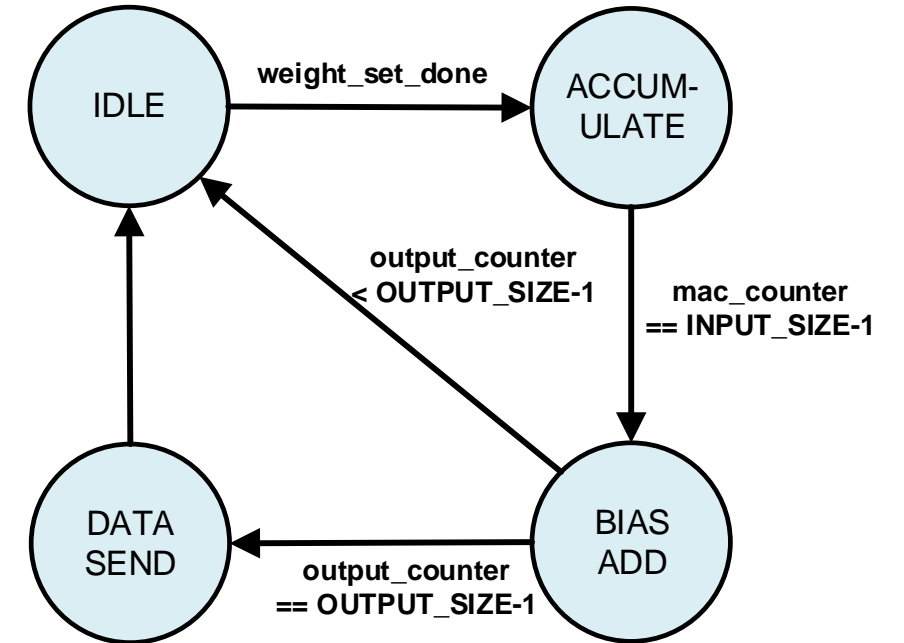 IDLE
weight_set_done
ACCUM-
ULATE
output_counter
< OUTPUT_SIZE-1
mac_counter
== INPUT_SIZE-1
DATA
SEND
output_counter
== OUTPUT_SIZE-1
BIAS
ADD